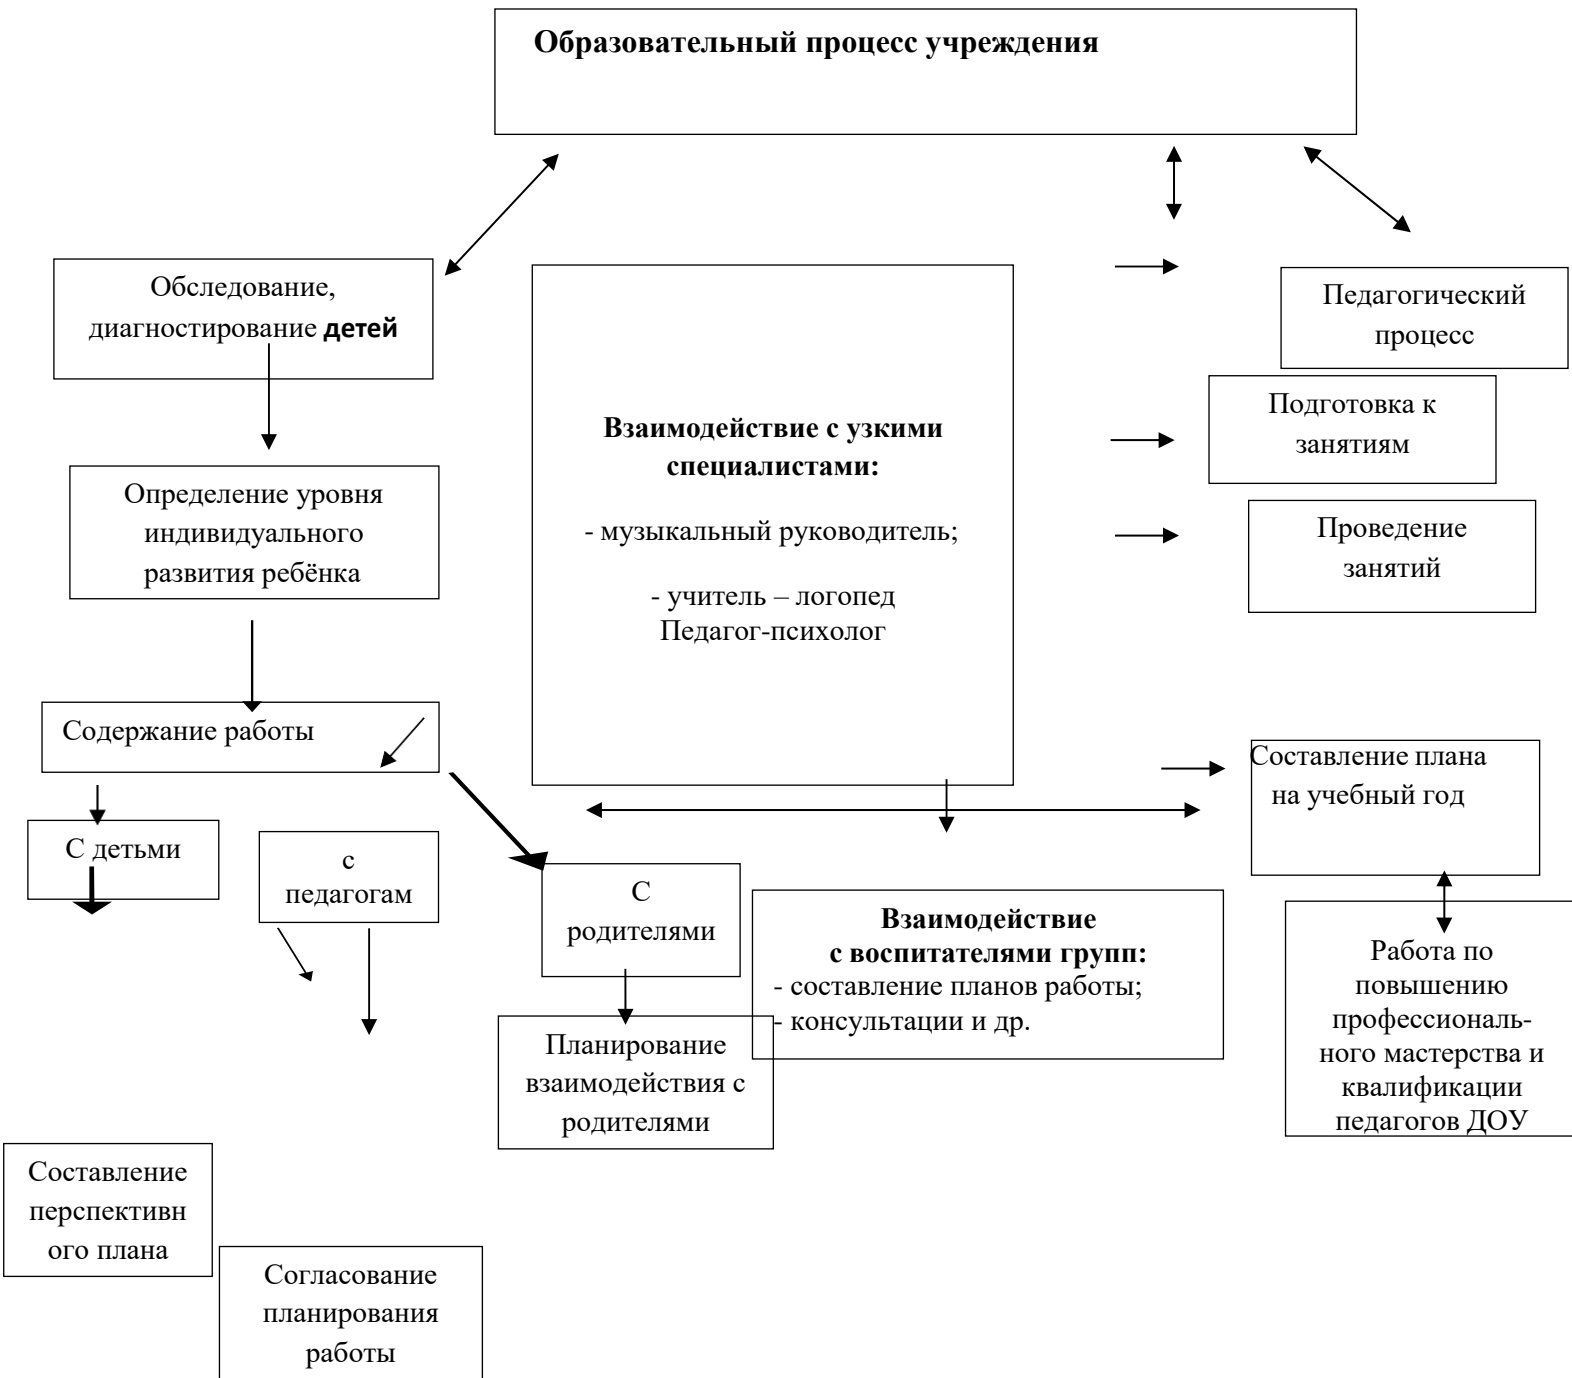 Образовательный процесс учреждения
Обследование,
диагностирование детей
Определение уровня
индивидуального
развития ребёнка
Содержание работы
С детьми
с
педагогам
С
родителями
Планирование
взаимодействия с
родителями
Составление
перспективн
ого плана
Согласование
планирования
работы
Взаимодействие с узкими
специалистами:
- музыкальный руководитель;
- учитель – логопед
Педагог-психолог
Взаимодействие
с воспитателями групп:
- составление планов работы;
- консультации и др.
Педагогический
процесс
Подготовка к
занятиям
Проведение
занятий
Составление плана
на учебный год
Работа по
повышению
профессиональ-
ного мастерства и
квалификации
педагогов ДОУ